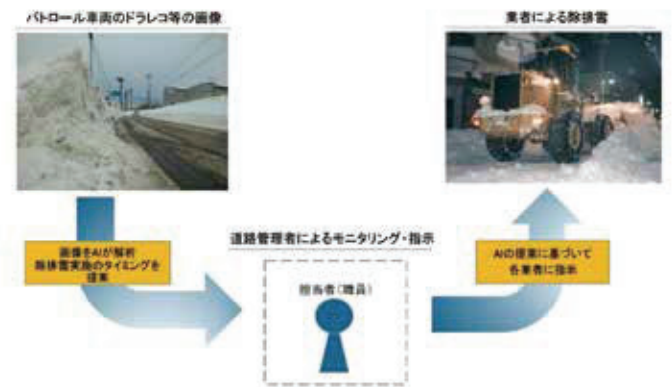 パトロール車両のドラレコ等の画像
業者による除排雪
道路管理者によるモニタリング・指示
画像をAIが解析
除排雪実施のタイミングを
提案
担当者(職員)
AIの提案に基づいて
各業者に指示